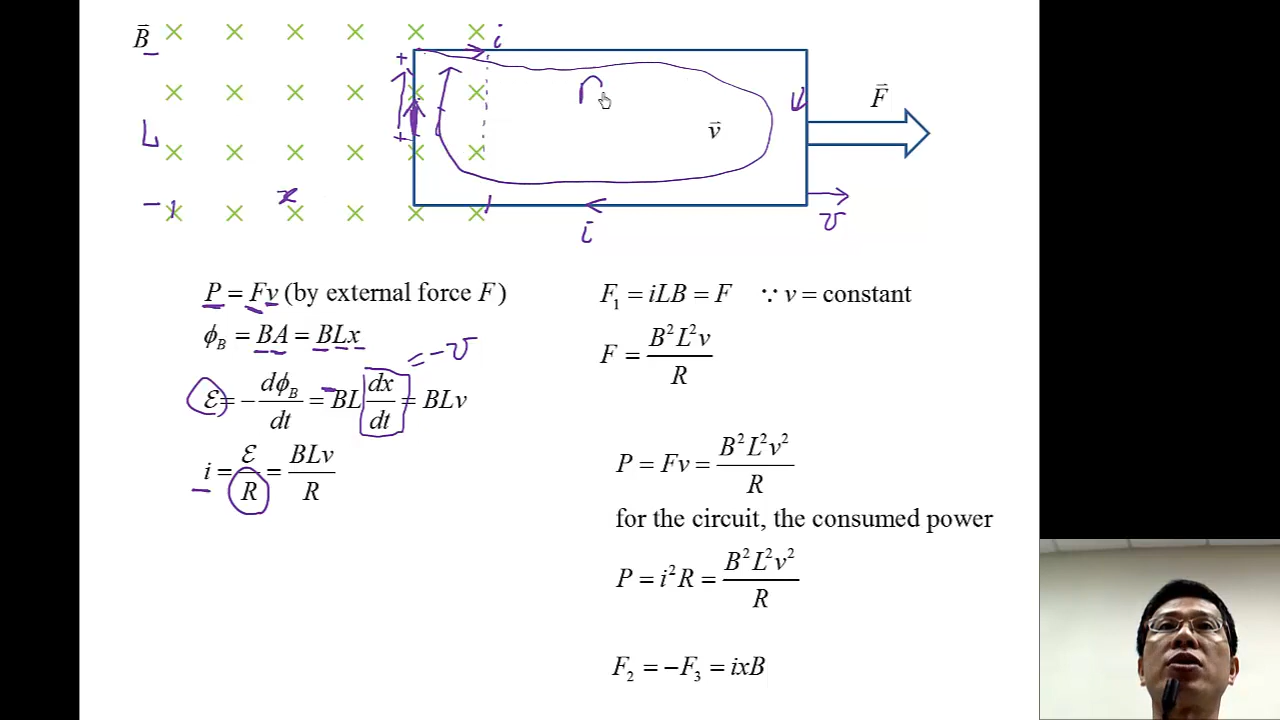 B⃗
i
L
x
v⃗
F⃗
v
i
P = Fv (by external force F)
ϕ_B = BA = BLx
= -v
ℰ = - dϕ_B/dt = - BL dx/dt = BLv
i = ℰ/R = BLv/R
F₁ = iLB = F ∵ v = constant
F = B²L²v/R
P = Fv = B²L²v²/R
for the circuit, the consumed power
P = i²R = B²L²v²/R
F₂ = -F₃ = ixB